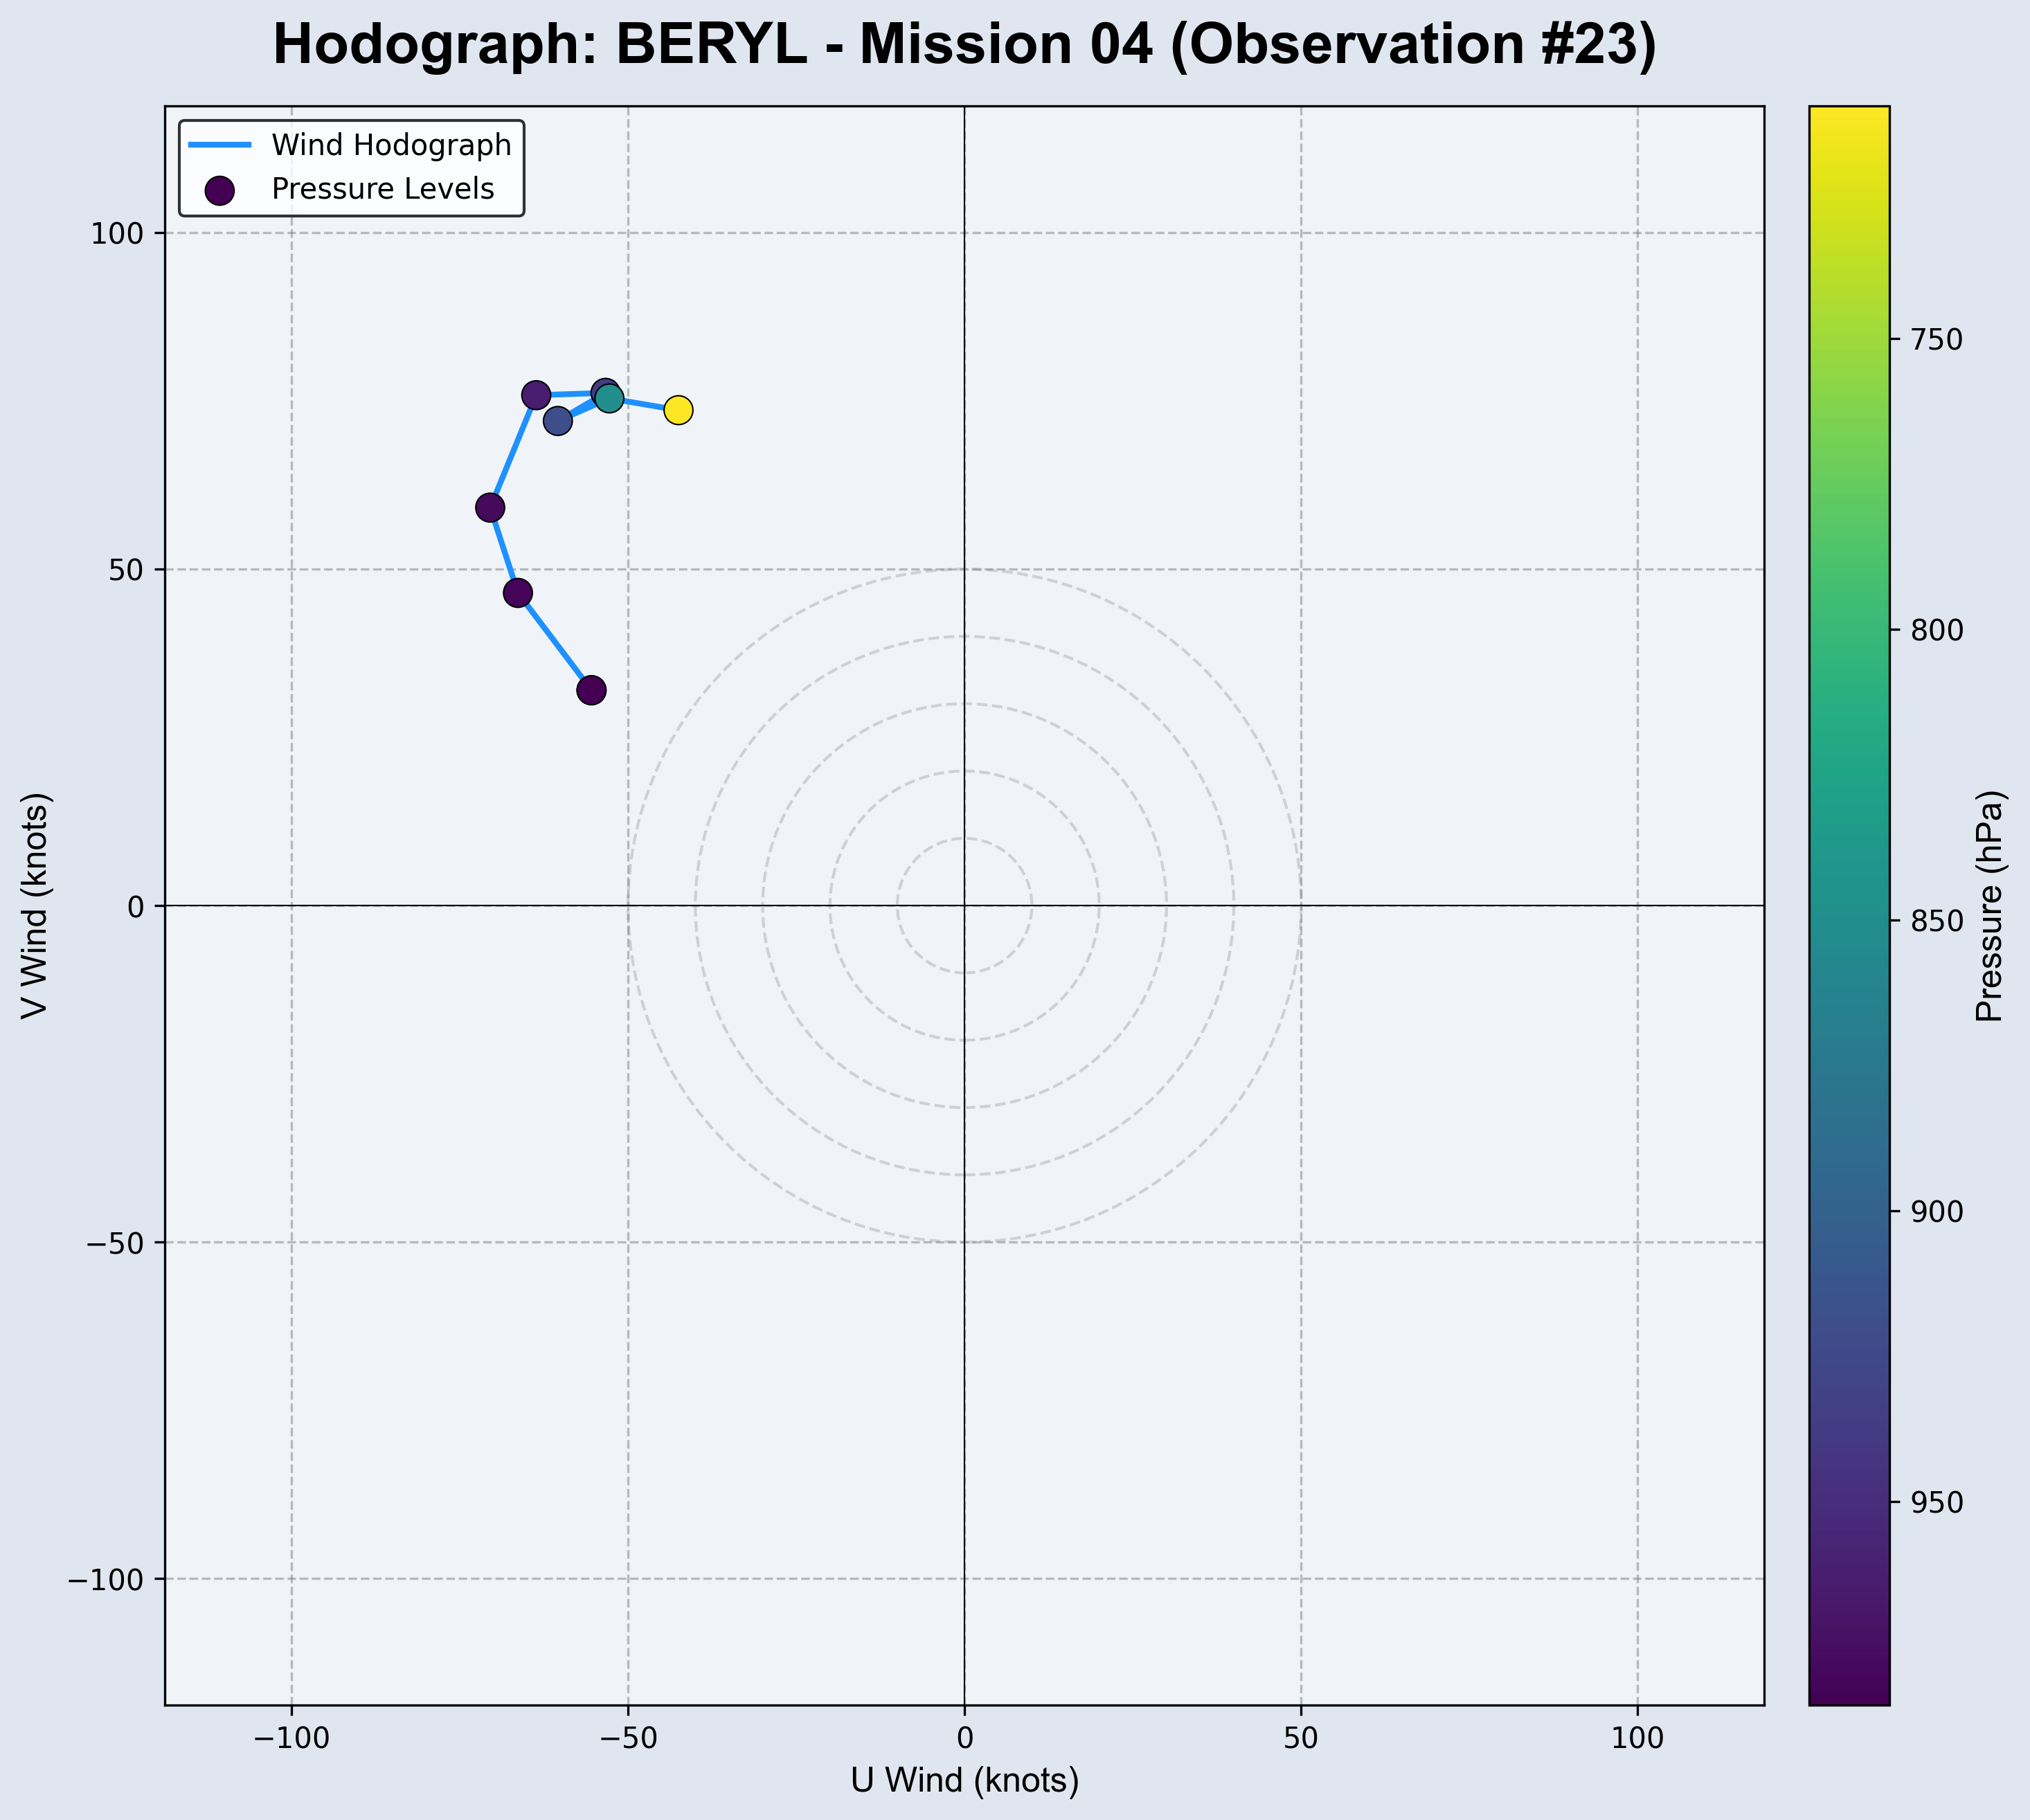 Hodograph: BERYL - Mission 04 (Observation #23)
Wind Hodograph
Pressure Levels
100
50
0
−50
−100
V Wind (knots)
−100
−50
0
50
100
U Wind (knots)
750
800
850
900
950
Pressure (hPa)